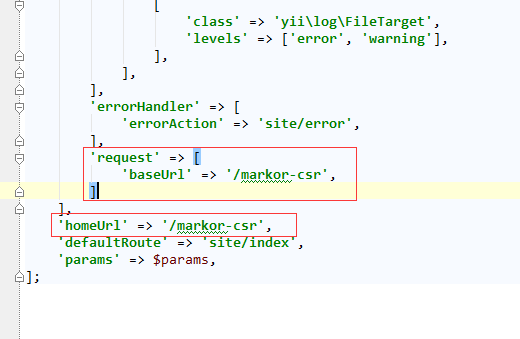 [
'class' => 'yii\log\FileTarget',
'levels' => ['error', 'warning'],
],
],
],
'errorHandler' => [
'errorAction' => 'site/error',
],
'request' => [
'baseUrl' => '/markor-csr',
]
],
'homeUrl' => '/markor-csr',
'defaultRoute' => 'site/index',
'params' => $params,
];